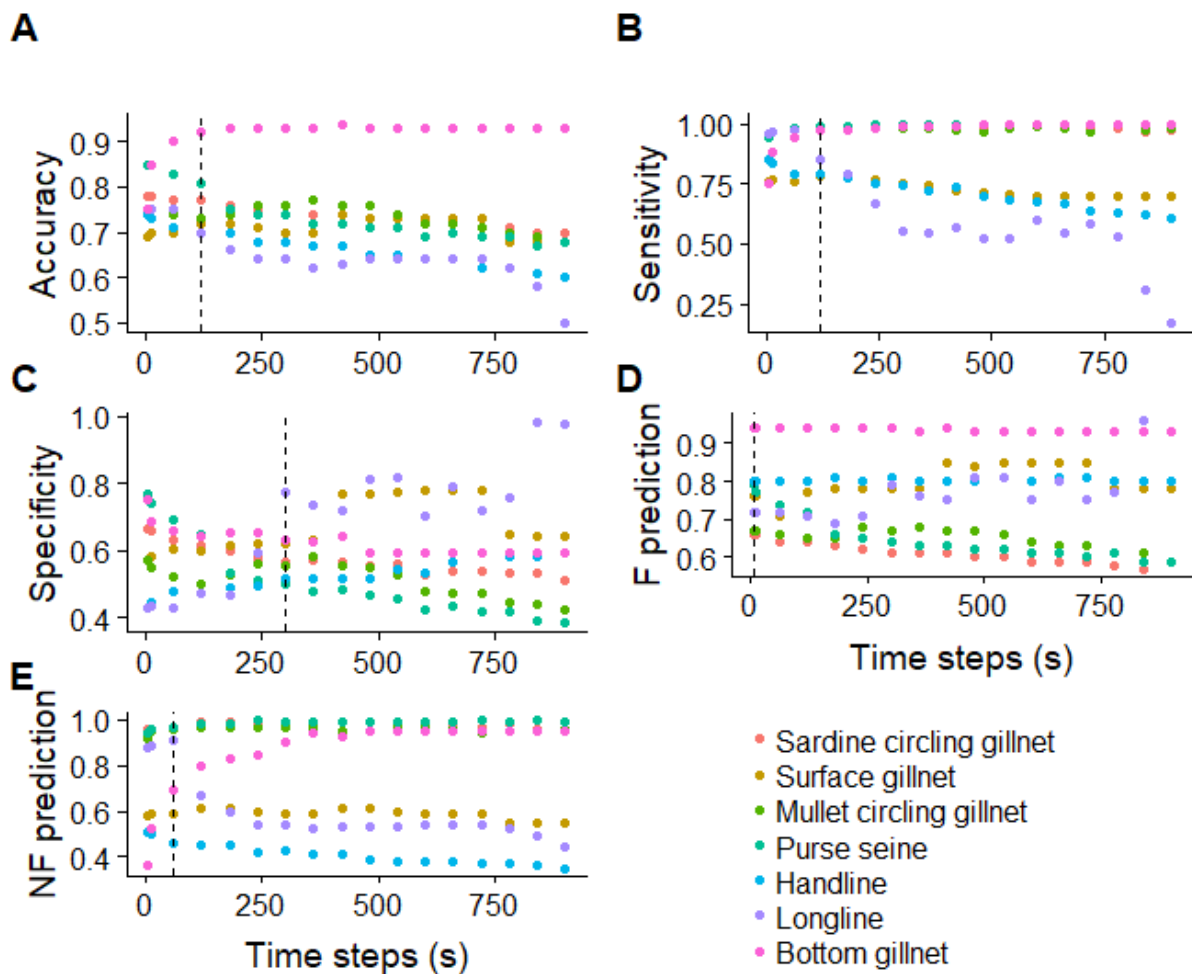 A
Accuracy
0.9
0.8
0.7
0.6
0.5
0 250 500 750
B
Sensitivity
1.00
0.75
0.50
0.25
0 250 500 750
C
Specificity
1.0
0.8
0.6
0.4
0 250 500 750
D
F prediction
0.9
0.8
0.7
0.6
0 250 500 750
Time steps (s)
E
NF prediction
1.0
0.8
0.6
0.4
0 250 500 750
Time steps (s)
Sardine circling gillnet
Surface gillnet
Mullet circling gillnet
Purse seine
Handline
Longline
Bottom gillnet